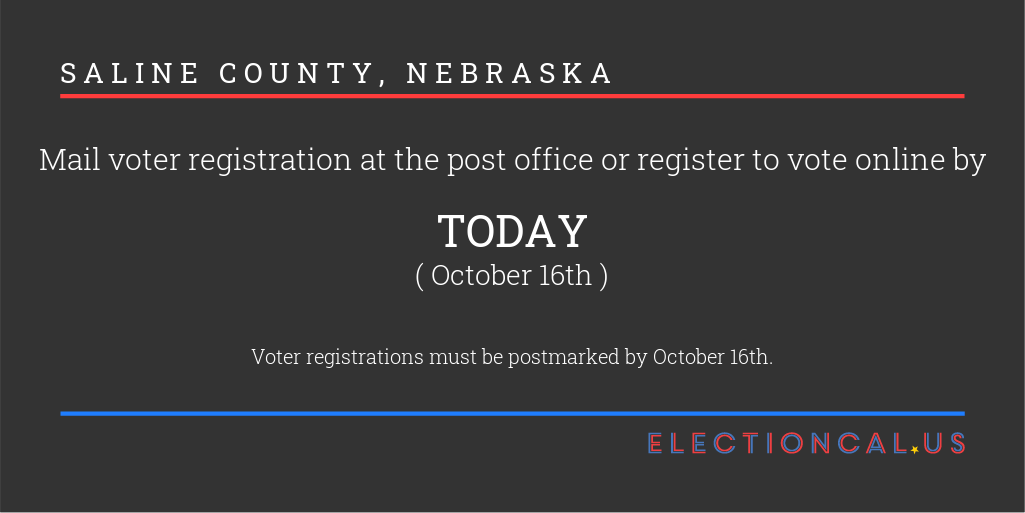 SALINE COUNTY, NEBRASKA
Mail voter registration at the post office or register to vote online by
TODAY
( October 16th )
Voter registrations must be postmarked by October 16th.
ELECTIONCAL.US